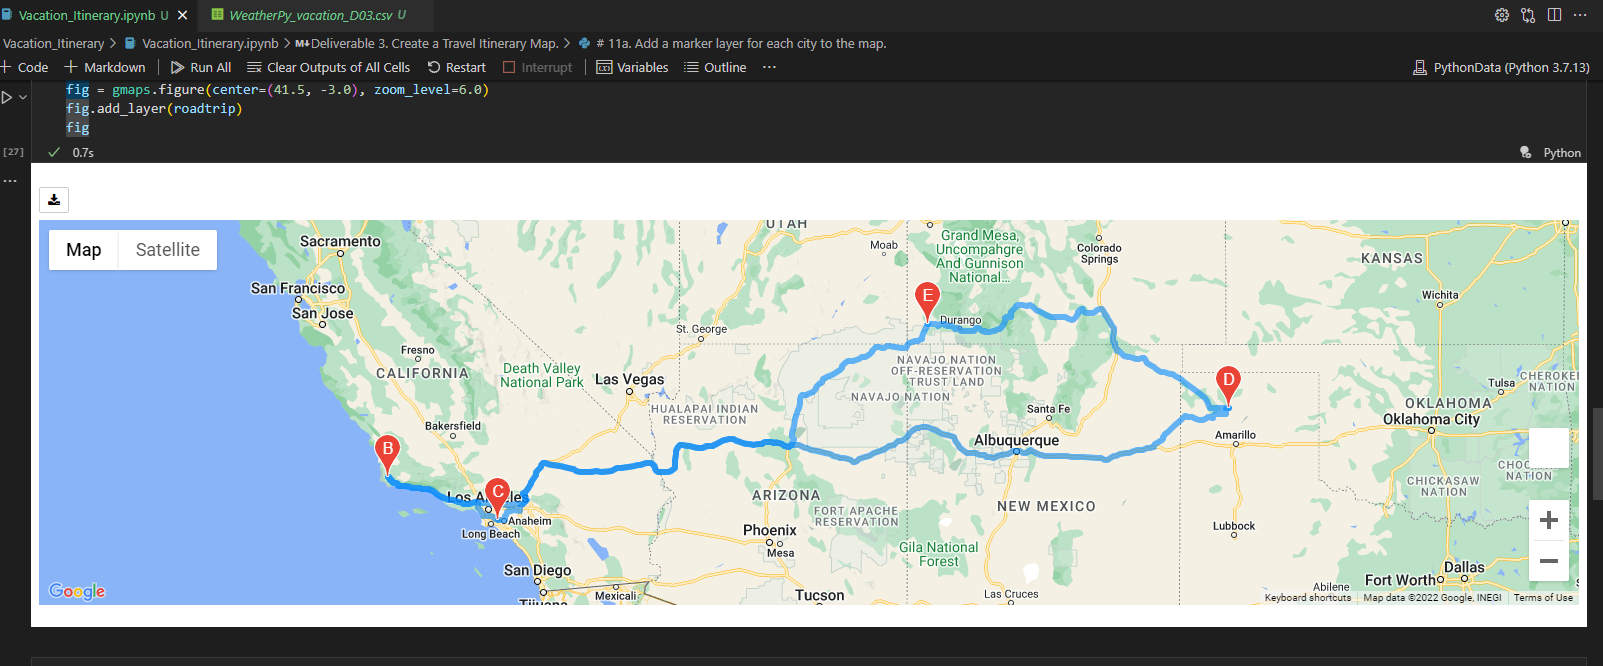 Vacation_Itinerary.ipynb U
WeatherPy_vacation_D03.csv U
Vacation_Itinerary > Vacation_Itinerary.ipynb > M↓Deliverable 3. Create a Travel Itinerary Map. > # 11a. Add a marker layer for each city to the map.
+ Code + Markdown Run All Clear Outputs of All Cells Restart Interrupt Variables Outline ... PythonData (Python 3.7.13)
fig = gmaps.figure(center=(41.5, -3.0), zoom_level=6.0)
fig.add_layer(roadtrip)
fig
[27] 0.7s Python
Map Satellite
UTAH
Sacramento
Moab
Grand Mesa,
Uncompahgre
And Gunnison
National...
Colorado
Springs
KANSAS
San Francisco
San Jose
Wichita
E
Durango
St. George
Fresno
CALIFORNIA
Death Valley
National Park
Las Vegas
NAVAJO NATION
OFF-RESERVATION
TRUST LAND
NAVAJO NATION
D
Tulsa
CHEROKE
NATION
HUALAPAI INDIAN
RESERVATION
Santa Fe
OKLAHOMA
Oklahoma City
Bakersfield
Albuquerque
Amarillo
B
C
Los Angeles
Anaheim
Long Beach
ARIZONA
FORT APACHE
RESERVATION
NEW MEXICO
CHICKASAW
NATION
CHOC
NATION
Phoenix
Mesa
Lubbock
Gila National
Forest
San Diego
Tijuana
Mexicali
Tucson
Las Cruces
Abilene
Fort Worth
Dallas
Google
Keyboard shortcuts Map data ©2022 Google, INEGI Terms of Use